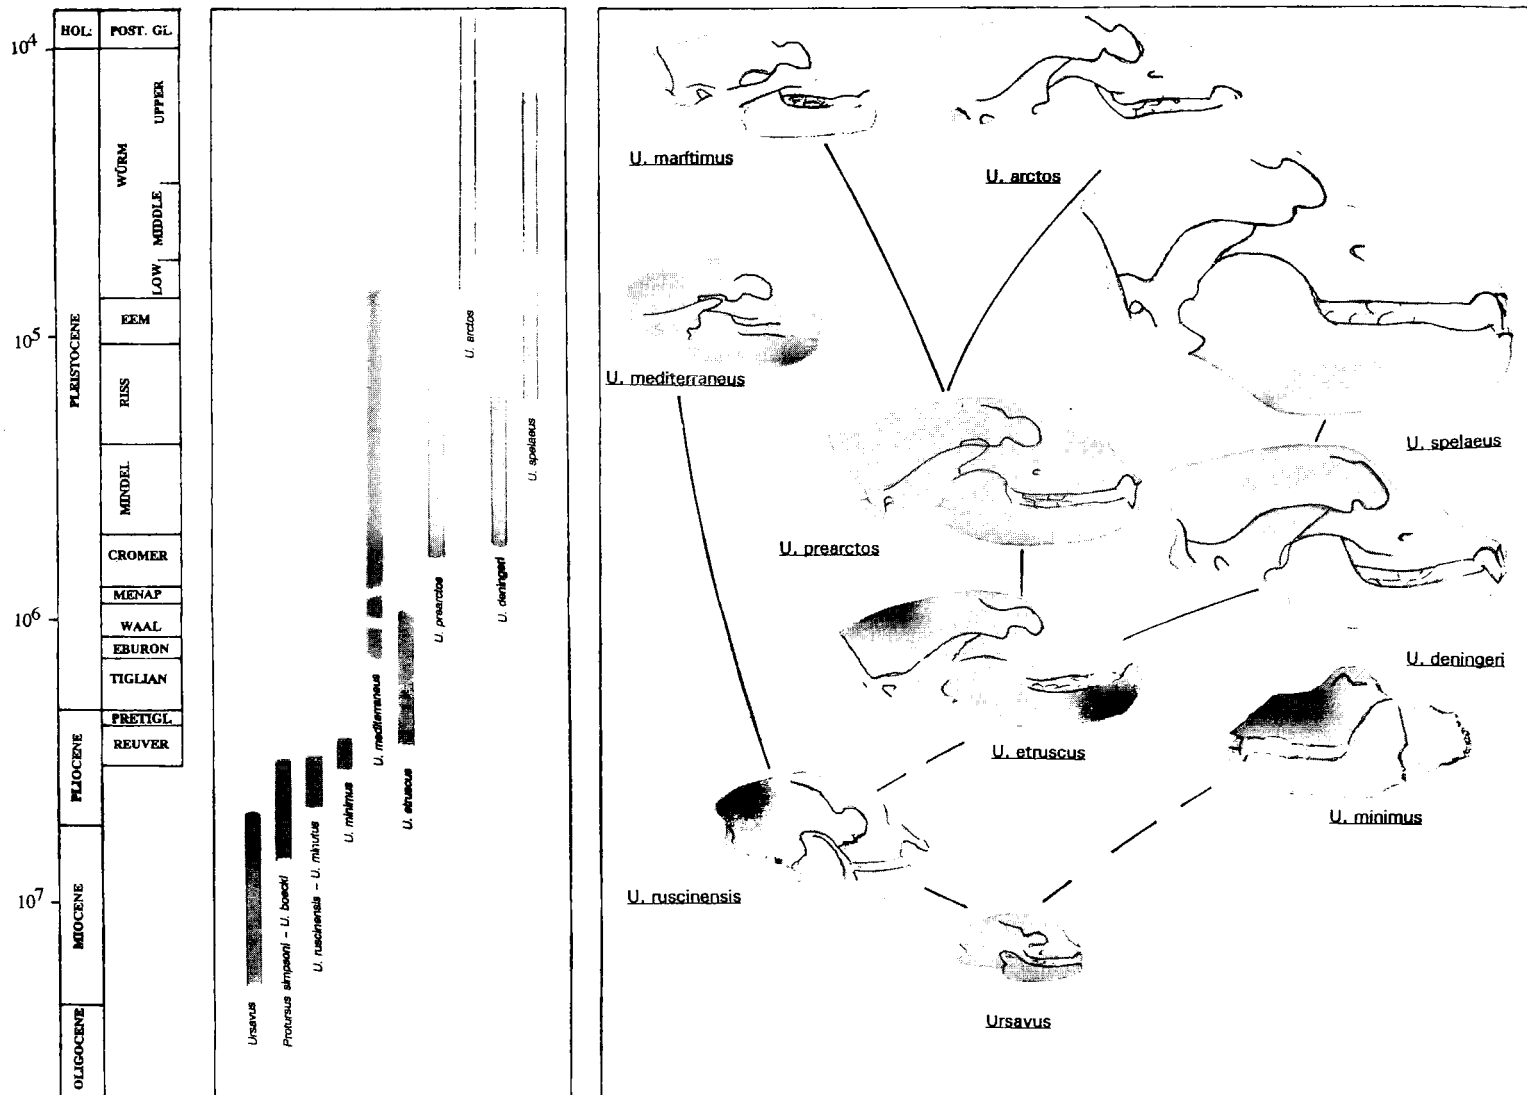 HOL:
POST. GL.
10⁴
PLEISTOCENE
WÜRM
UPPER
MIDDLE
LOW
EEM
10⁵
RISS
MINDEL
CROMER
MENAP
10⁶
WAAL
EBURON
TIGLIAN
PRETIGL.
PLIOCENE
REUVER
10⁷
MIOCENE
OLIGOCENE
Ursavus
Protursus simpsoni – U. boecki
U. ruscinensis – U. minutus
U. minimus
U. mediterraneus
U. etruscus
U. prearctos
U. arctos
U. deningeri
U. spelaeus
U. maritimus
U. arctos
U. mediterraneus
U. spelaeus
U. prearctos
U. deningeri
U. etruscus
U. minimus
U. ruscinensis
Ursavus